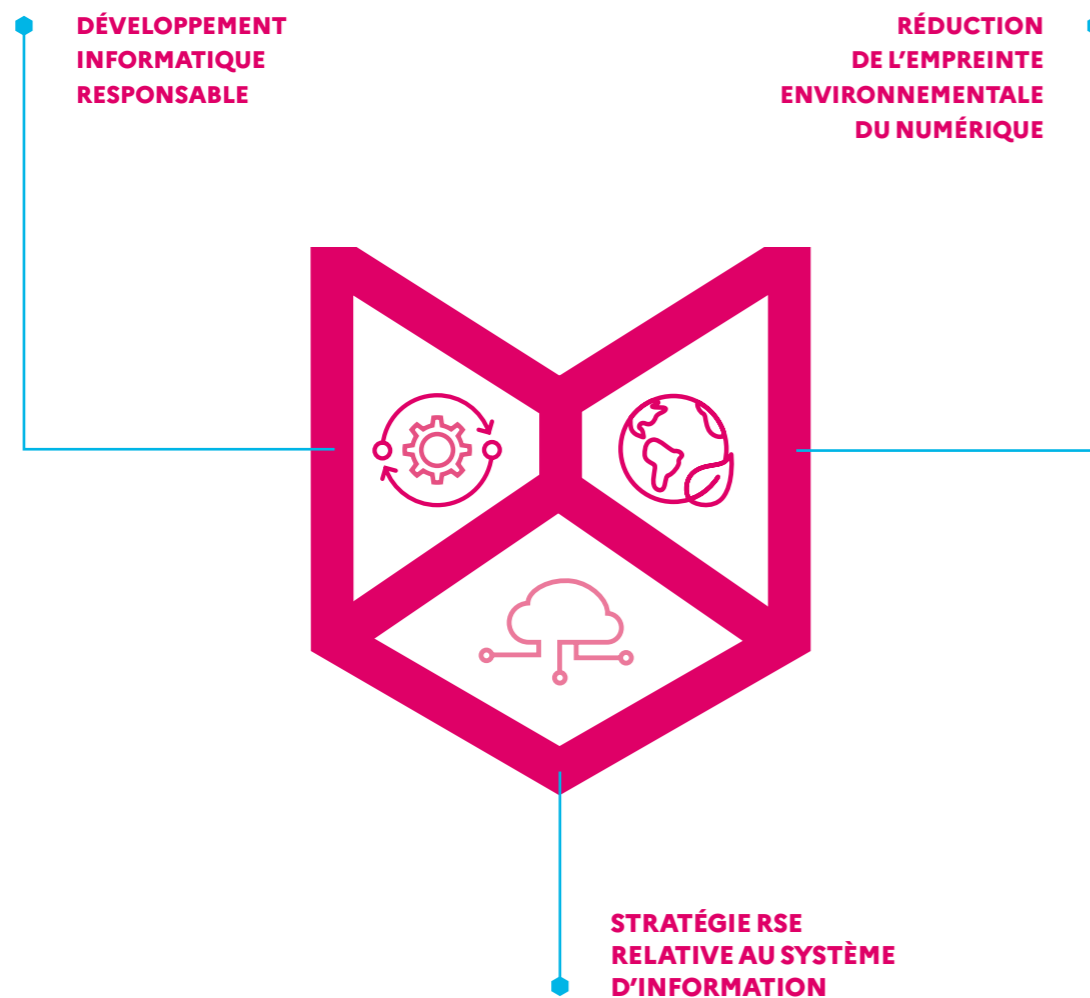 DÉVELOPPEMENT
INFORMATIQUE
RESPONSABLE
RÉDUCTION
DE L’EMPREINTE
ENVIRONNEMENTALE
DU NUMÉRIQUE
STRATÉGIE RSE
RELATIVE AU SYSTÈME
D’INFORMATION